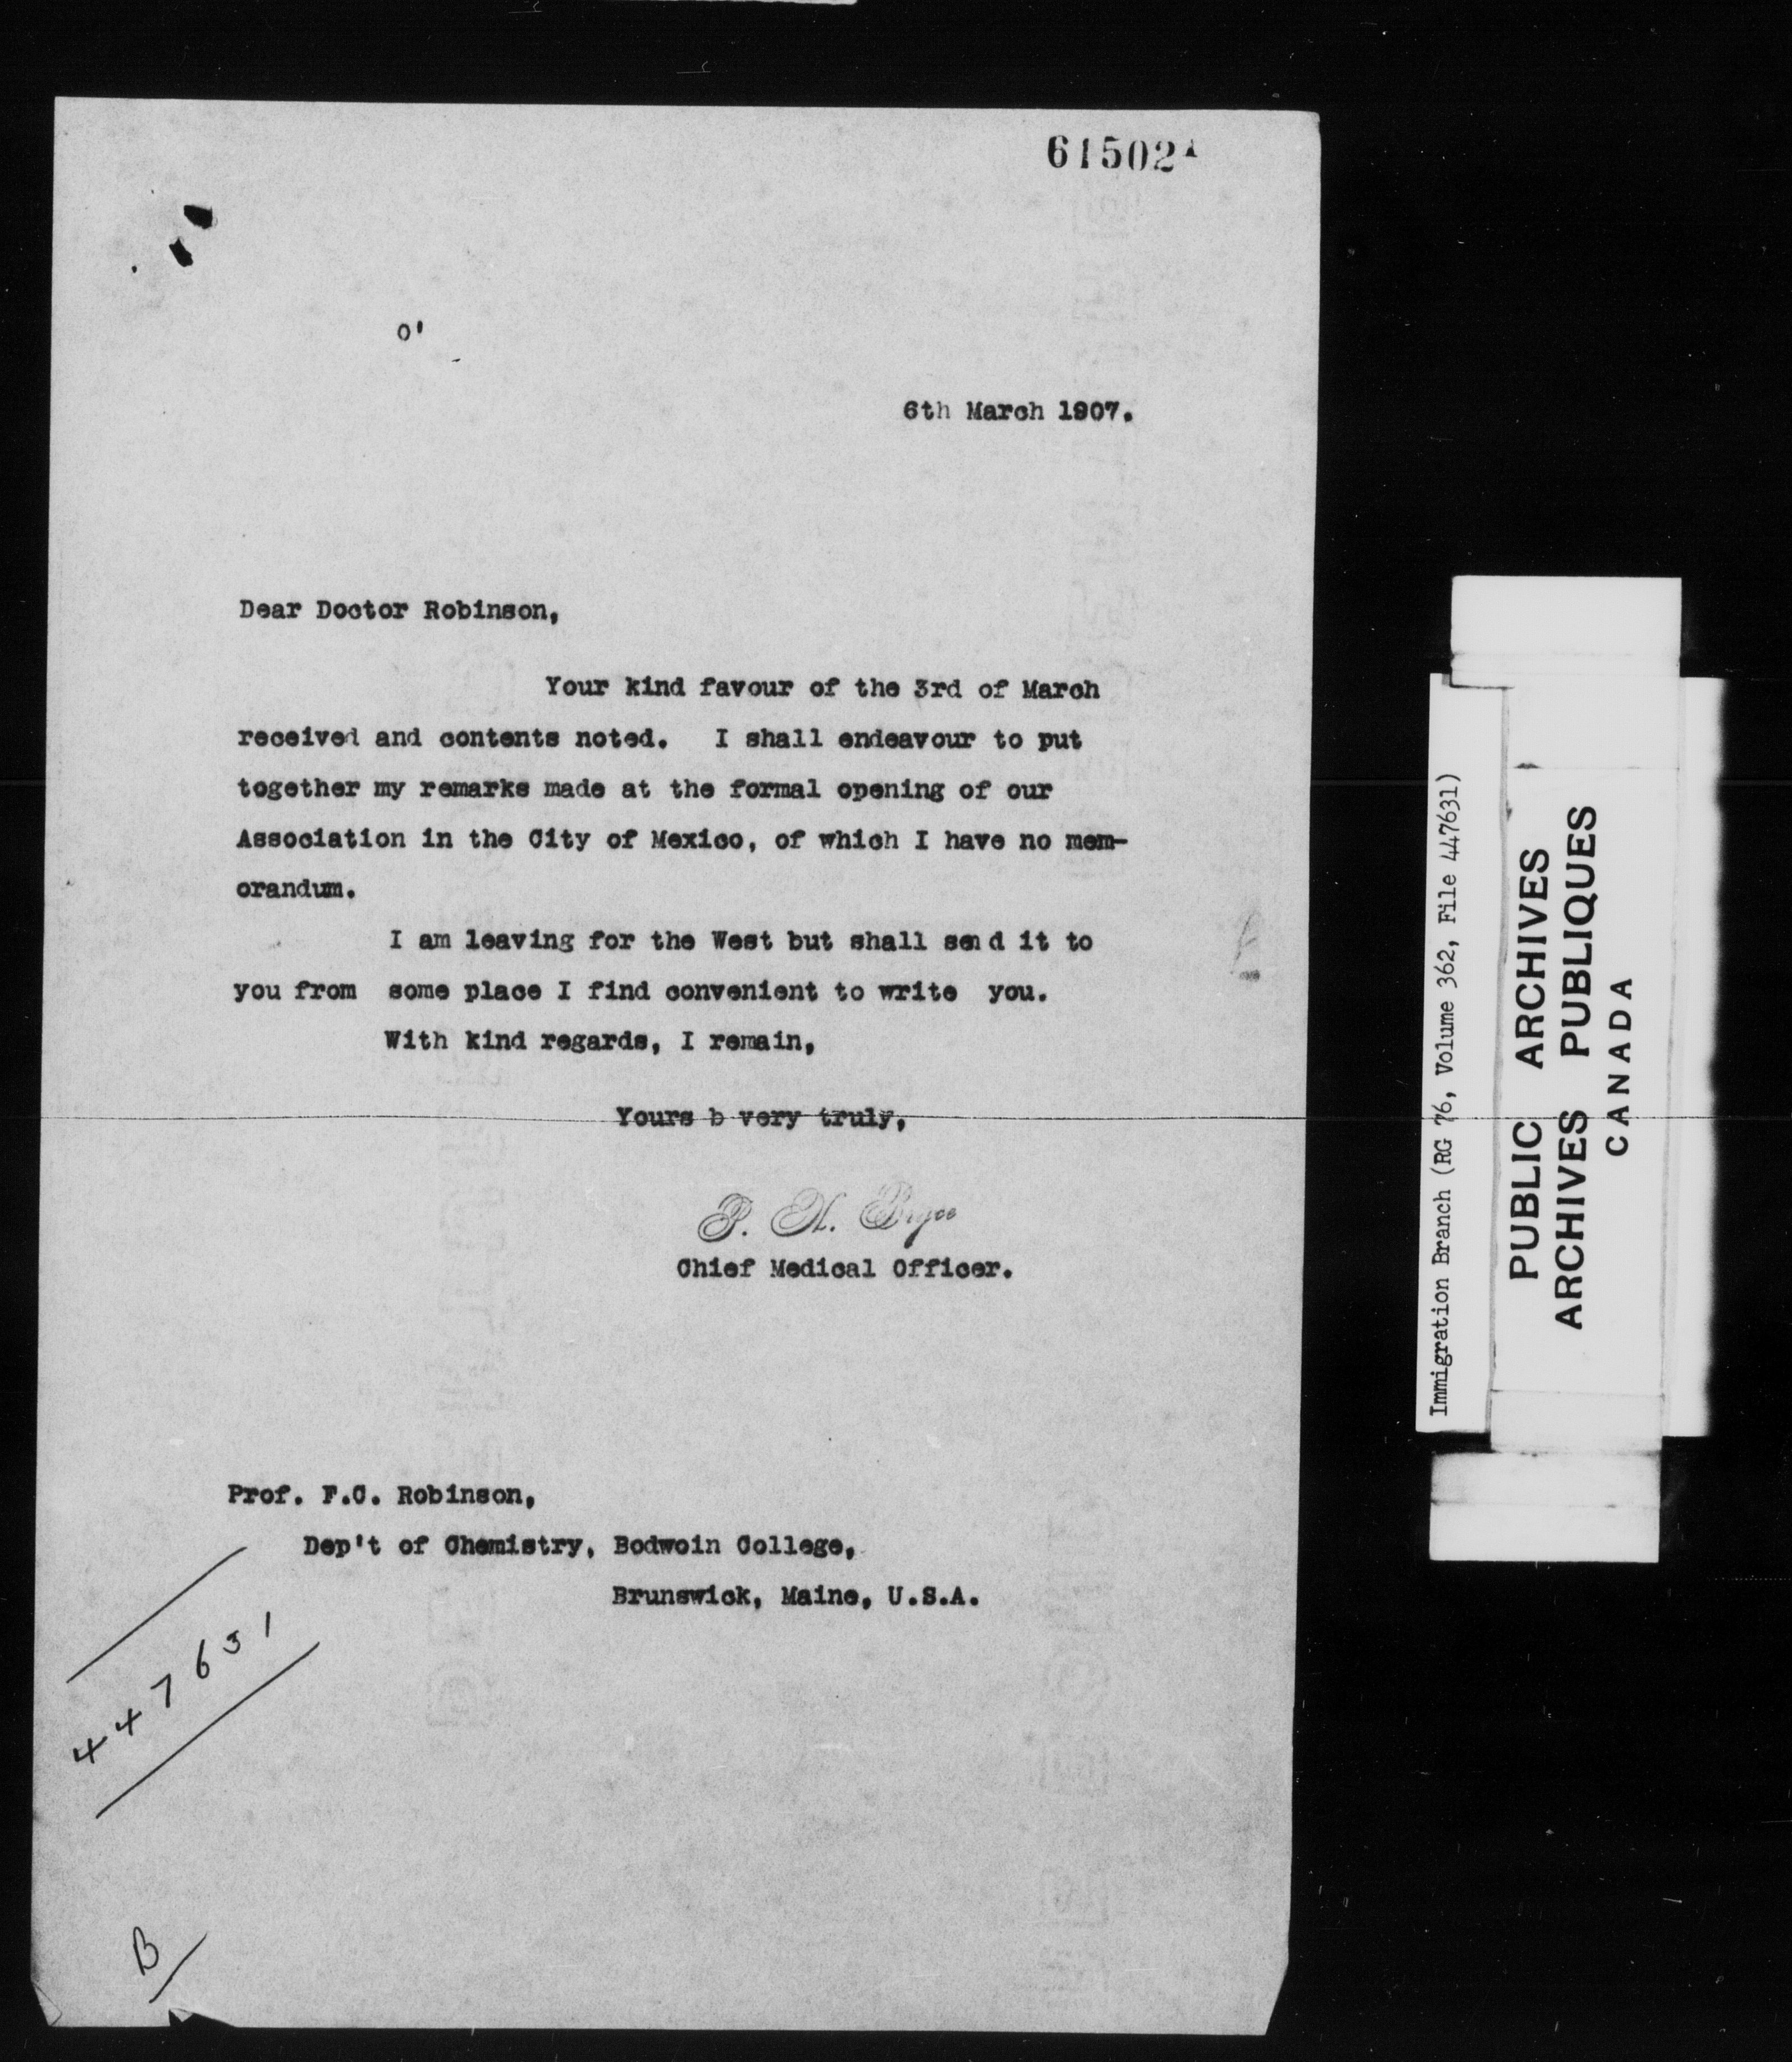 61502
6th March 1907.
Dear Doctor Robinson,
Your kind favour of the 3rd of March
received and contents noted. I shall endeavour to put
together my remarks made at the formal opening of our
Association in the City of Mexico, of which I have no mem-
orandum.
I am leaving for the West but shall send it to
you from some place I find convenient to write you.
With kind regards, I remain,
Yours b very truly,
P. H. Bryce
Chief Medical Officer.
Prof. F.C. Robinson,
Dep't of Chemistry, Bodwoin College,
Brunswick, Maine, U.S.A.
447631
B
Immigration Branch (RG 76, Volume 362, File 447631)
PUBLIC ARCHIVES
ARCHIVES PUBLIQUES
CANADA